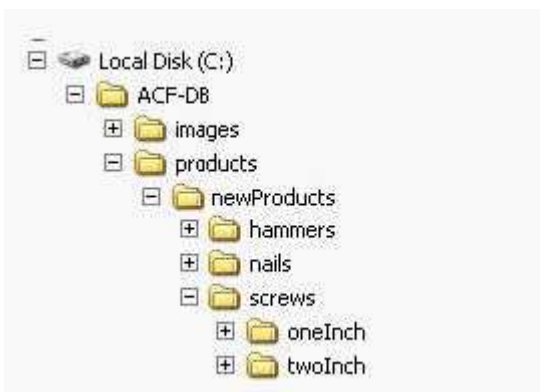 Local Disk (C:)
ACF-DB
images
products
newProducts
hammers
nails
screws
oneInch
twoInch